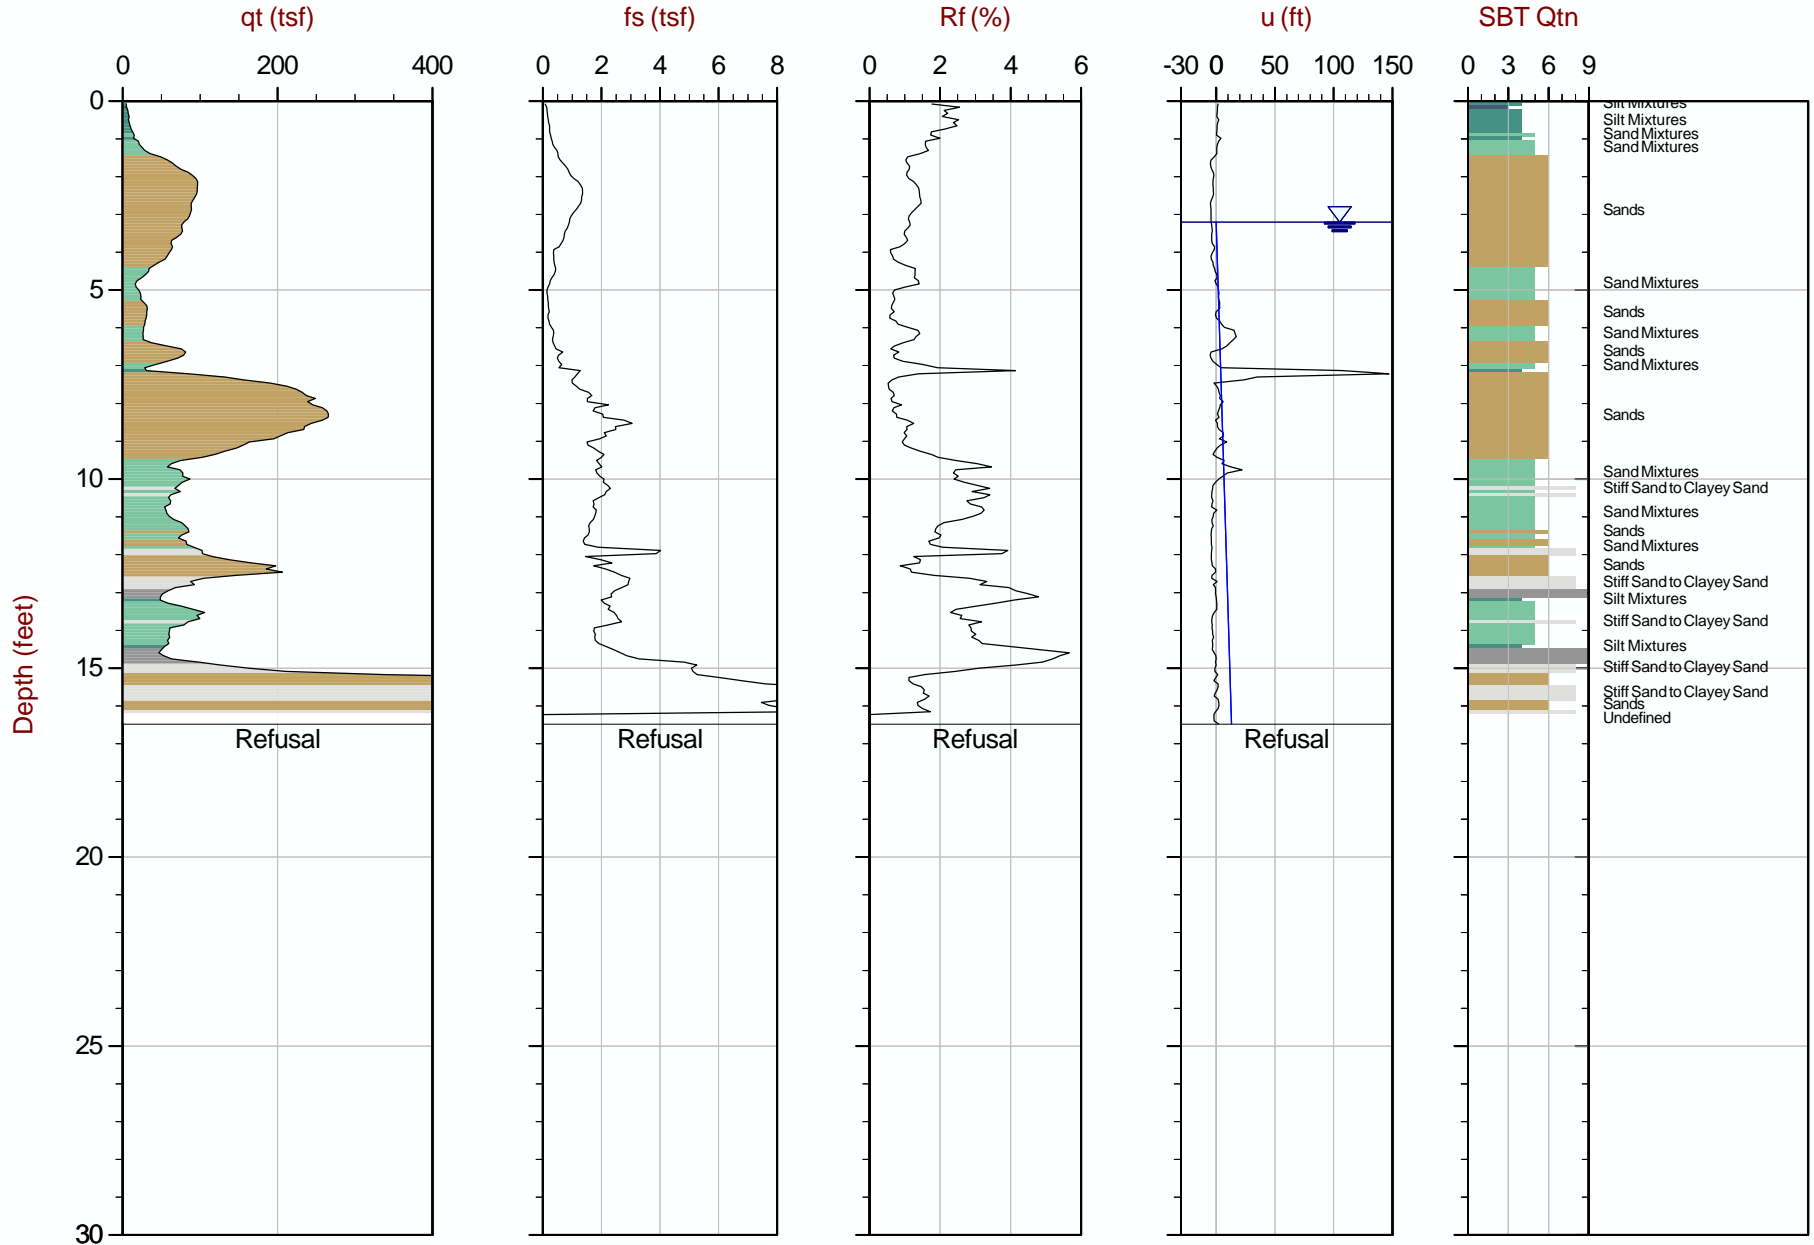 qt (tsf) fs (tsf) Rf (%) u (ft) SBT Qtn
0 200 400 0 2 4 6 8 0 2 4 6 -30 0 50 100 150 0 3 6 9
0
5
10
15
20
25
30
Depth (feet)
Silt Mixtures
Silt Mixtures
Sand Mixtures
Sand Mixtures
Sands
Sand Mixtures
Sands
Sand Mixtures
Sands
Sand Mixtures
Sands
Sand Mixtures
Stiff Sand to Clayey Sand
Sand Mixtures
Sands
Sand Mixtures
Sands
Stiff Sand to Clayey Sand
Silt Mixtures
Stiff Sand to Clayey Sand
Silt Mixtures
Stiff Sand to Clayey Sand
Stiff Sand to Clayey Sand
Sands
Undefined
Refusal Refusal Refusal Refusal